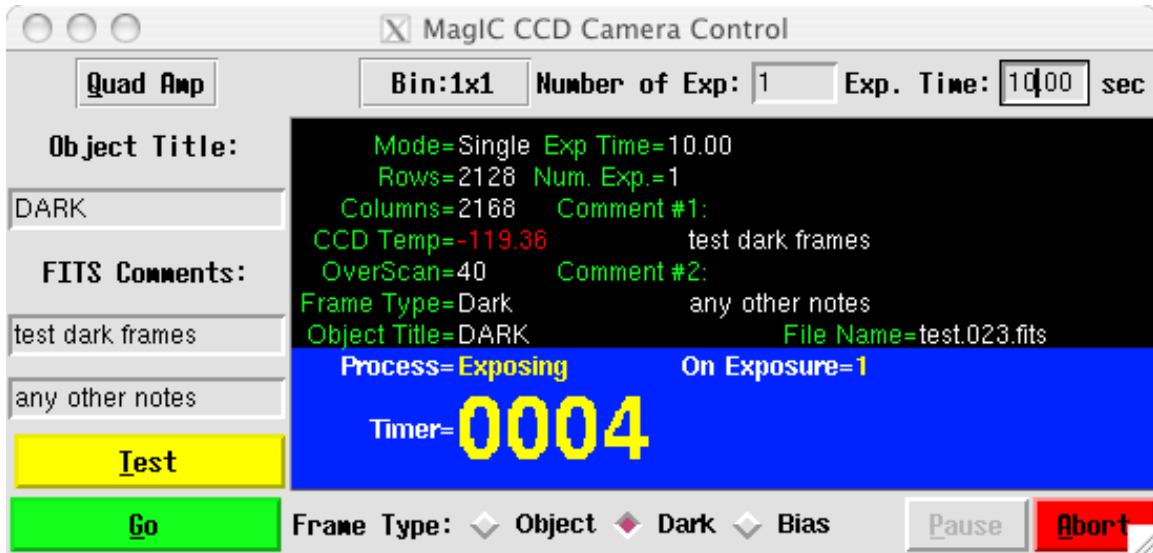 MagIC CCD Camera Control
Quad Amp Bin:1x1 Number of Exp: 1 Exp. Time: 10.00 sec
Object Title:
DARK
FITS Comments:
test dark frames
any other notes
Test
Go
Mode=Single Exp Time=10.00
Rows=2128 Num. Exp.=1
Columns=2168 Comment #1:
CCD Temp=-119.36 test dark frames
OverScan=40 Comment #2:
Frame Type=Dark any other notes
Object Title=DARK File Name=test.023.fits
Process=Exposing On Exposure=1
Timer=0004
Frame Type: Object Dark Bias Pause Abort